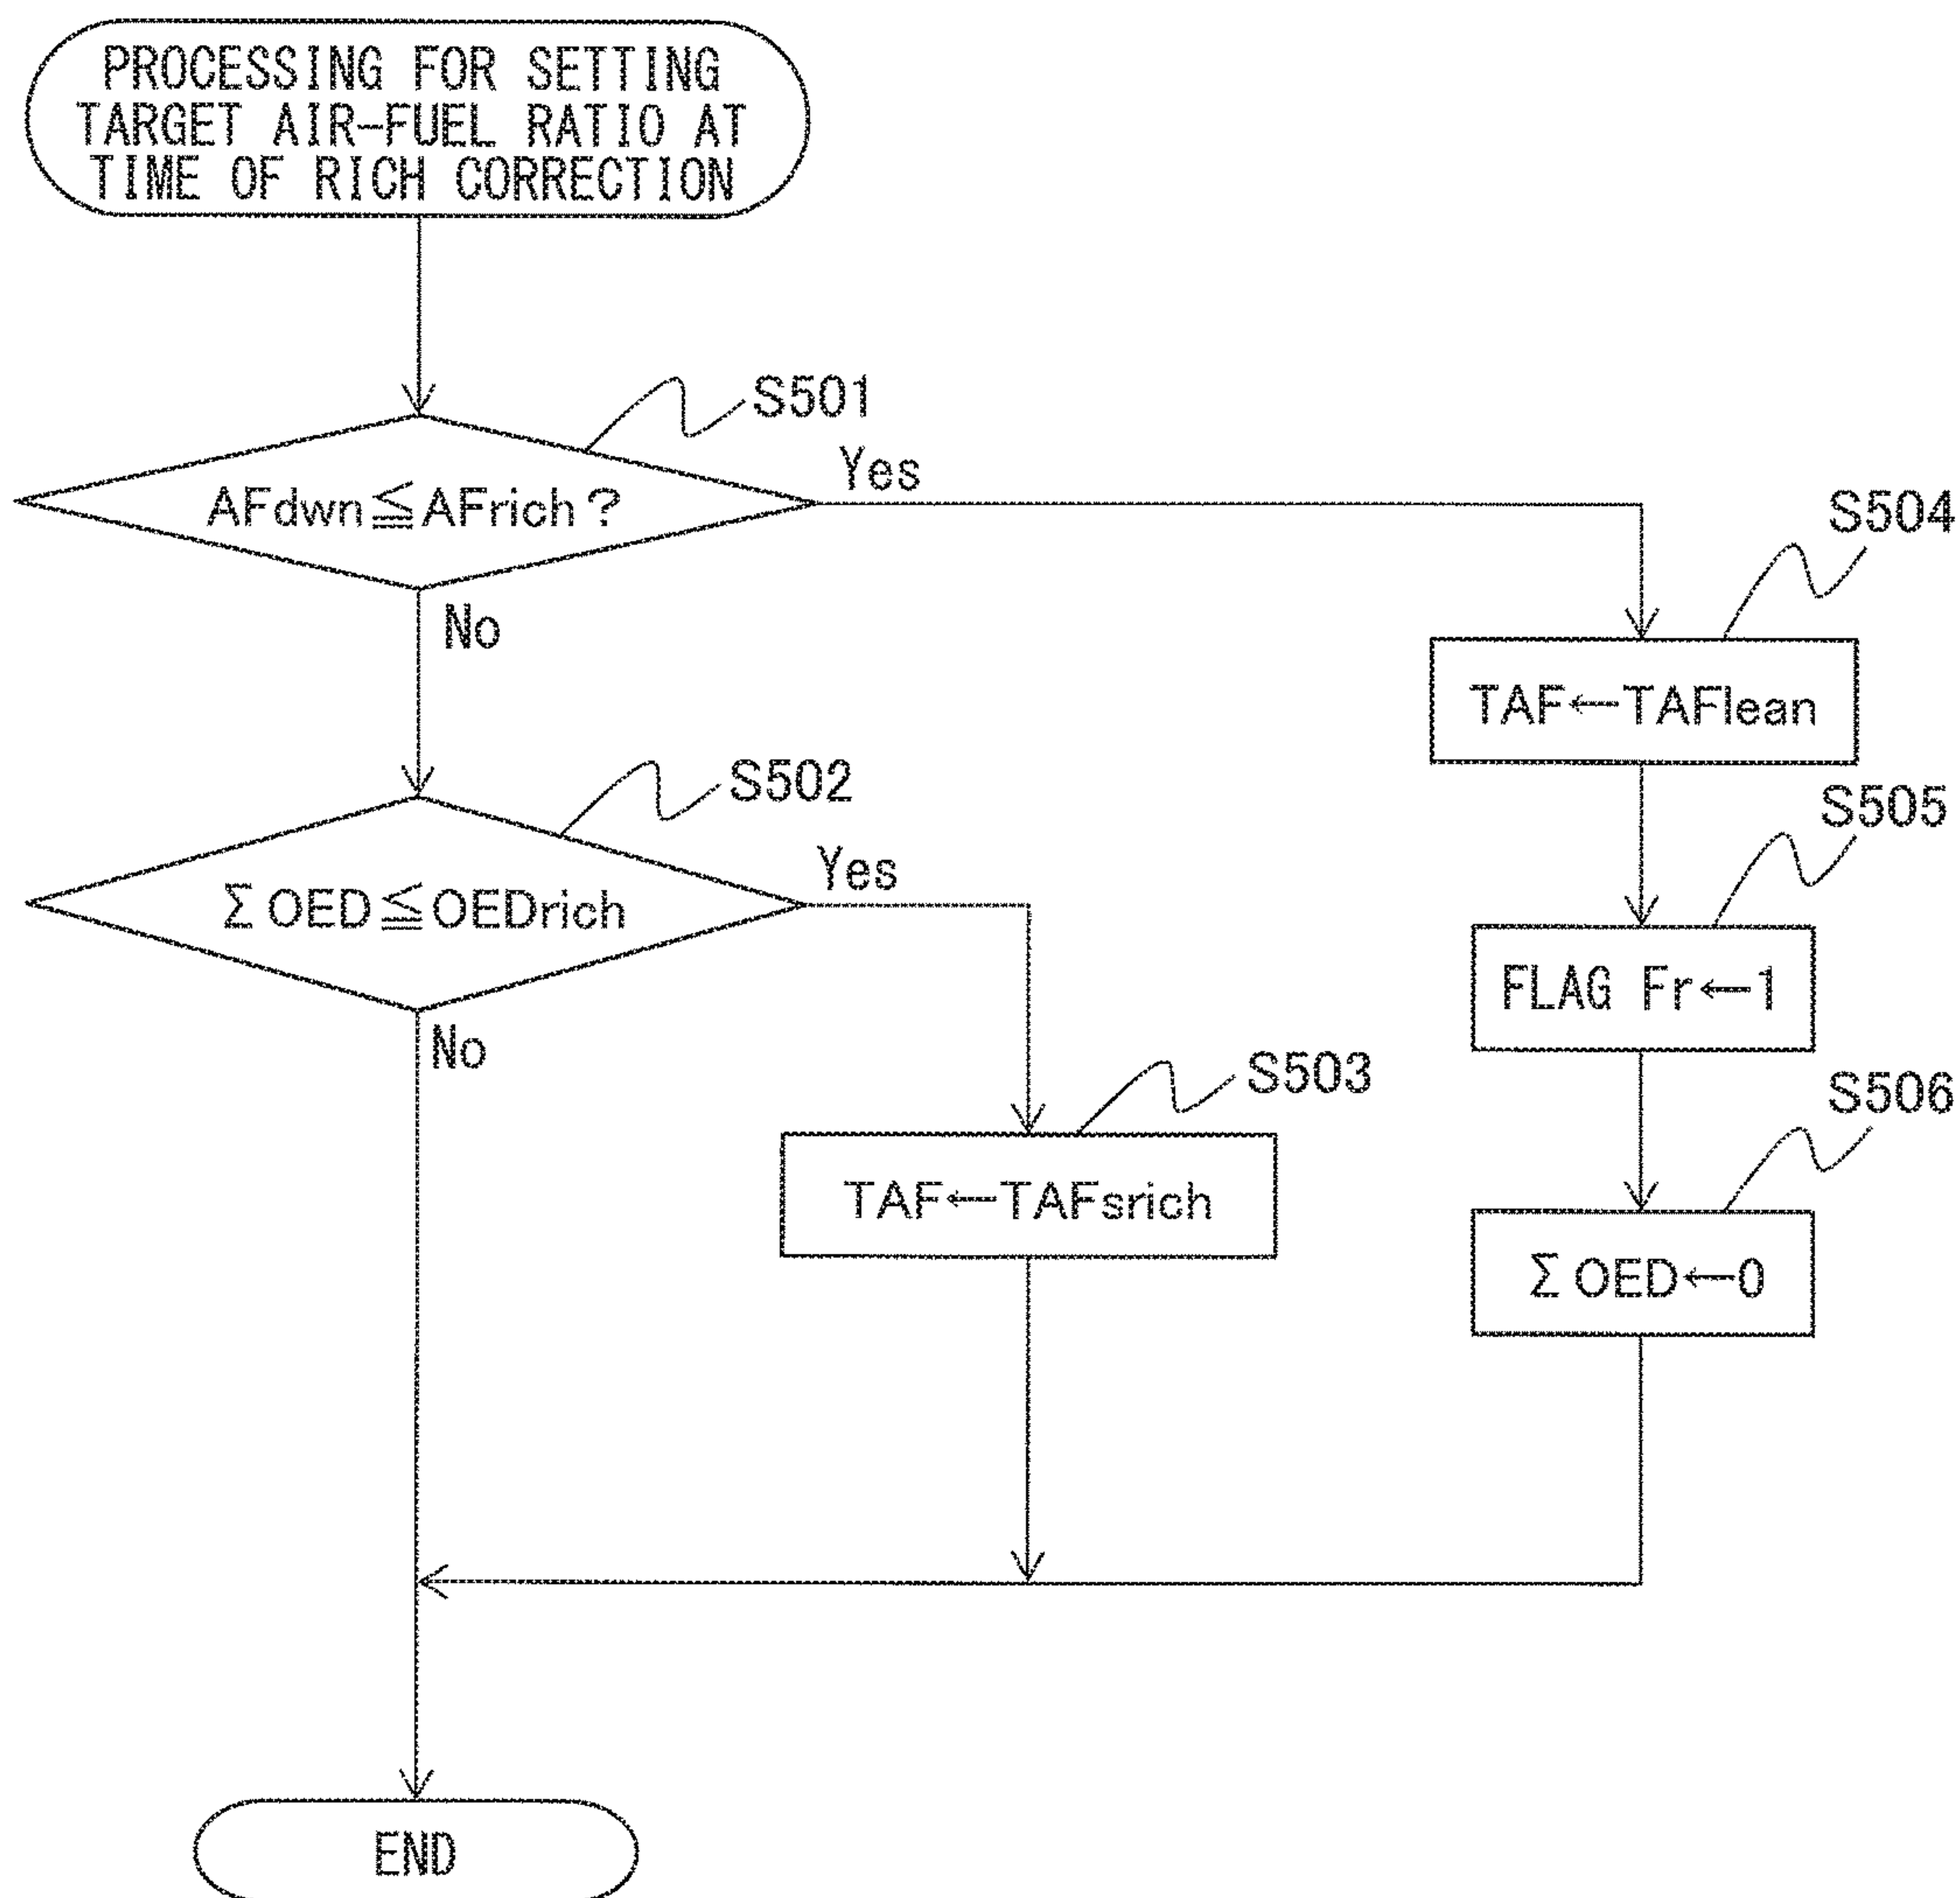 PROCESSING FOR SETTING
TARGET AIR-FUEL RATIO AT
TIME OF RICH CORRECTION
S501
AFdwn≦AFrich?
Yes
No
S504
TAF←TAFlean
S502
ΣOED≦OEDrich
Yes
No
S505
FLAG Fr←1
S503
TAF←TAFsrich
S506
ΣOED←0
END